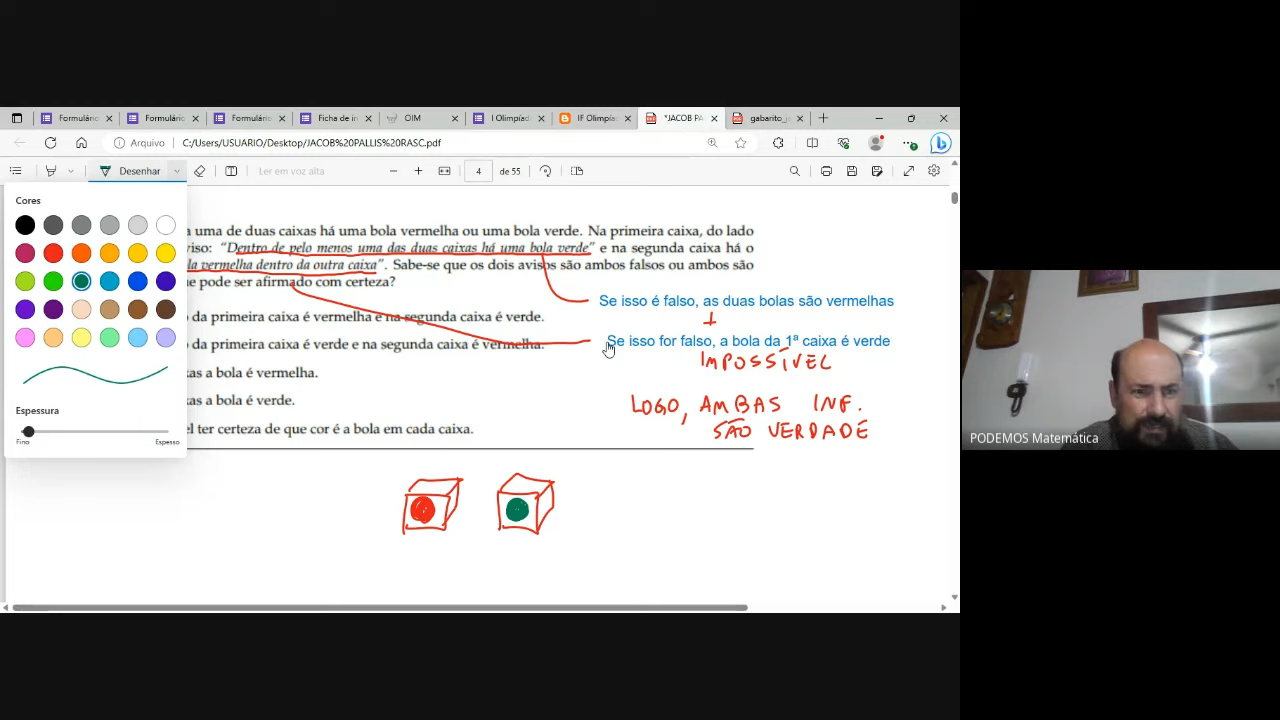 Formulário
Formulário
Formulário
Ficha de in
OIM
I Olimpíad
IF Olimpíad
*JACOB PA
gabarito_ja
Arquivo
C:/Users/USUARIO/Desktop/JACOB%20PALLIS%20RASC.pdf
Desenhar
Ler em voz alta
4
de 55
Cores
Espessura
Fino
Espesso
a uma de duas caixas há uma bola vermelha ou uma bola verde. Na primeira caixa, do lado
viso: "Dentro de pelo menos uma das duas caixas há uma bola verde" e na segunda caixa há o
la vermelha dentro da outra caixa". Sabe-se que os dois avisos são ambos falsos ou ambos são
e pode ser afirmado com certeza?
o da primeira caixa é vermelha e na segunda caixa é verde.
o da primeira caixa é verde e na segunda caixa é vermelha.
as a bola é vermelha.
as a bola é verde.
el ter certeza de que cor é a bola em cada caixa.
Se isso é falso, as duas bolas são vermelhas
+
Se isso for falso, a bola da 1ª caixa é verde
IMPOSSÍVEL
LOGO, AMBAS INF.
SÃO VERDADE
PODEMOS Matemática